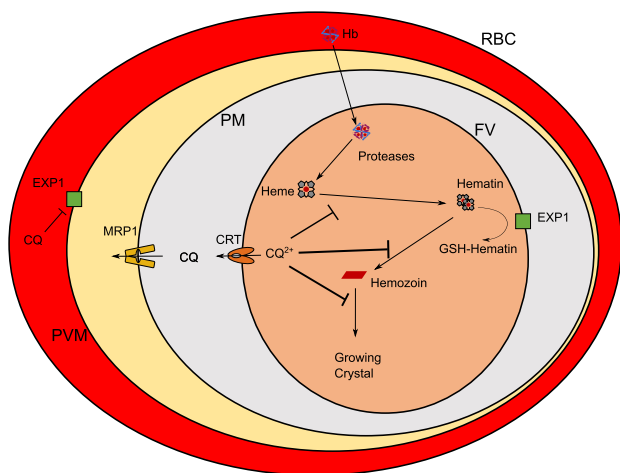 Hb
RBC
PM
FV
Proteases
EXP1
Heme
Hematin
EXP1
CQ
MRP1
CRT
GSH-Hematin
CQ
CQ2+
Hemozoin
PVM
Growing
Crystal